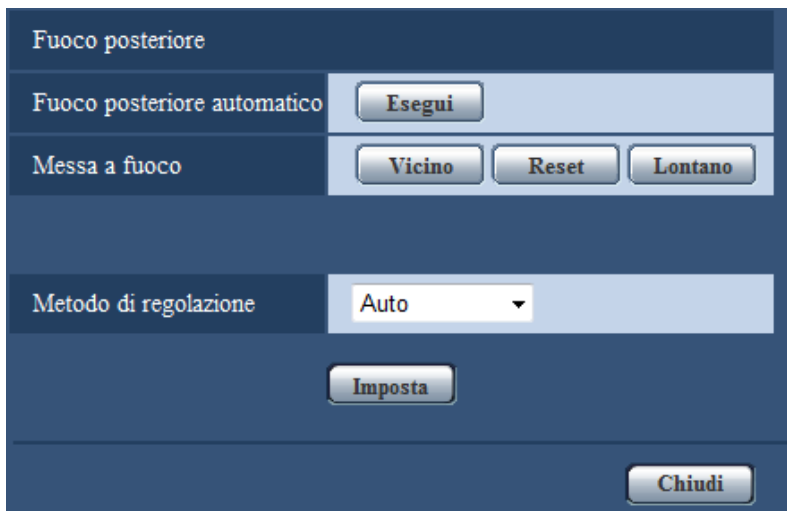 Fuoco posteriore
Fuoco posteriore automatico Esegui
Messa a fuoco Vicino Reset Lontano
Metodo di regolazione Auto
Imposta
Chiudi